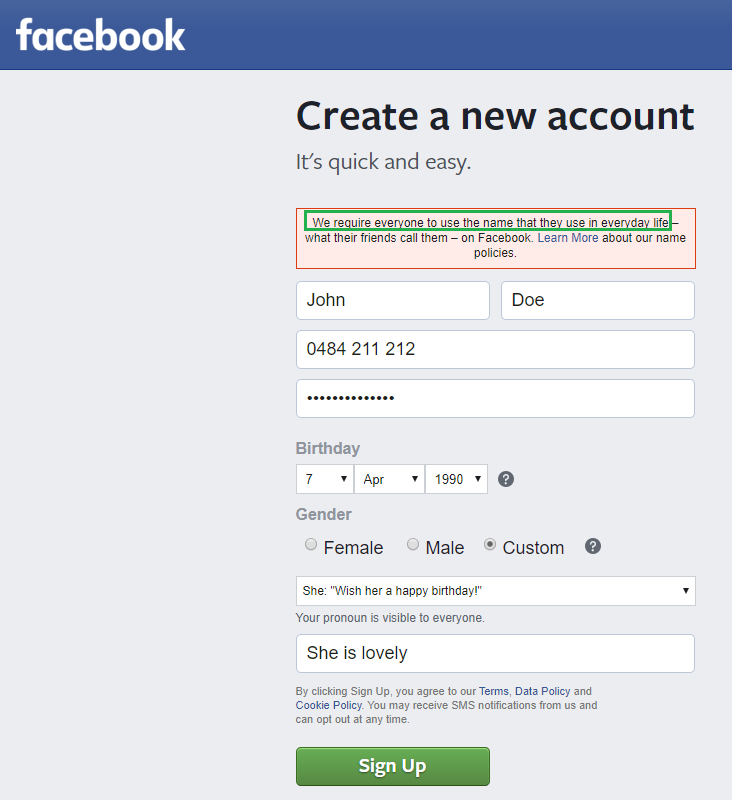 facebook
Create a new account
It's quick and easy.
We require everyone to use the name that they use in everyday life –
what their friends call them – on Facebook. Learn More about our name
policies.
John Doe
0484 211 212
••••••••••••••
Birthday
7 Apr 1990 ?
Gender
Female Male Custom ?
She: "Wish her a happy birthday!"
Your pronoun is visible to everyone.
She is lovely
By clicking Sign Up, you agree to our Terms, Data Policy and
Cookie Policy. You may receive SMS notifications from us and
can opt out at any time.
Sign Up